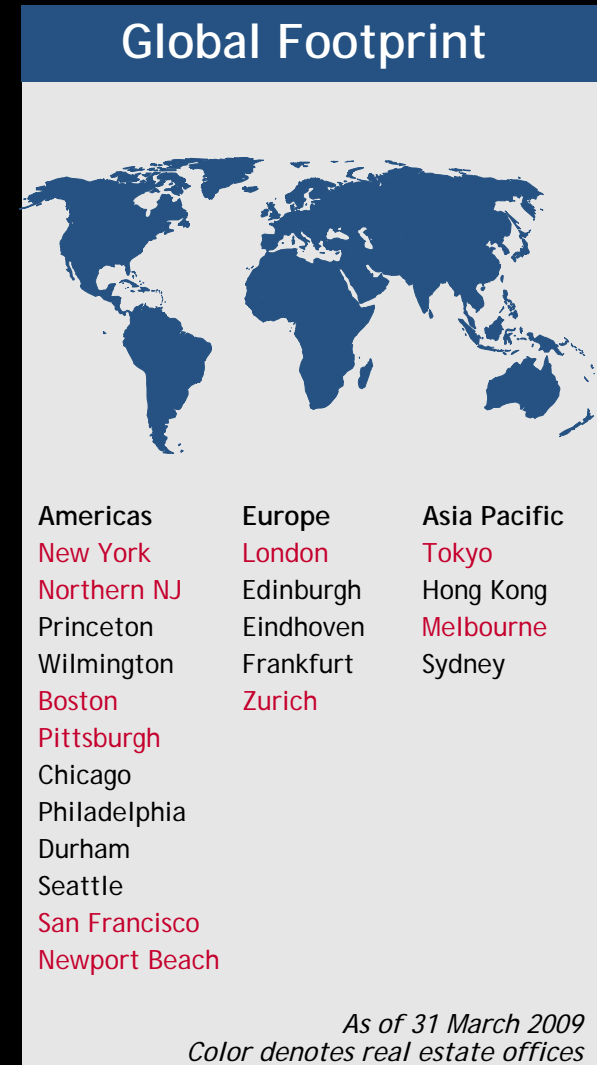 Global Footprint
Americas
New York
Northern NJ
Princeton
Wilmington
Boston
Pittsburgh
Chicago
Philadelphia
Durham
Seattle
San Francisco
Newport Beach
Europe
London
Edinburgh
Eindhoven
Frankfurt
Zurich
Asia Pacific
Tokyo
Hong Kong
Melbourne
Sydney
As of 31 March 2009
Color denotes real estate offices